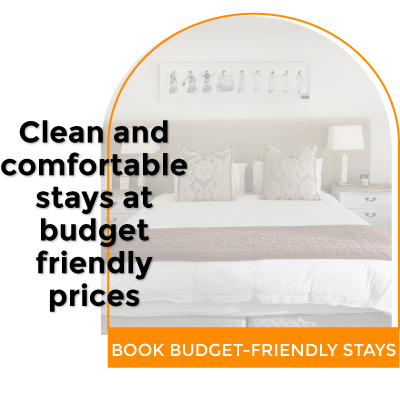 Clean and
comfortable
stays at
budget
friendly
prices
BOOK BUDGET-FRIENDLY STAYS